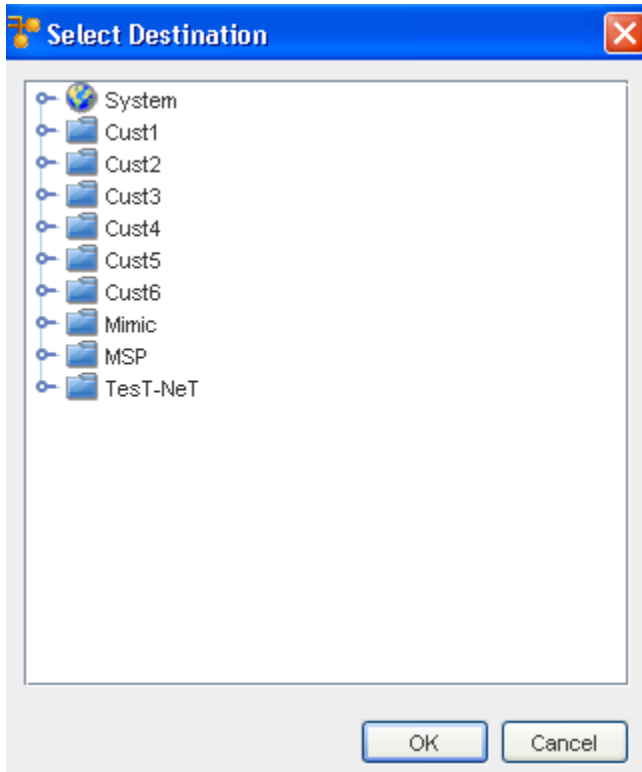 Select Destination
System
Cust1
Cust2
Cust3
Cust4
Cust5
Cust6
Mimic
MSP
TesT-NeT
OK Cancel